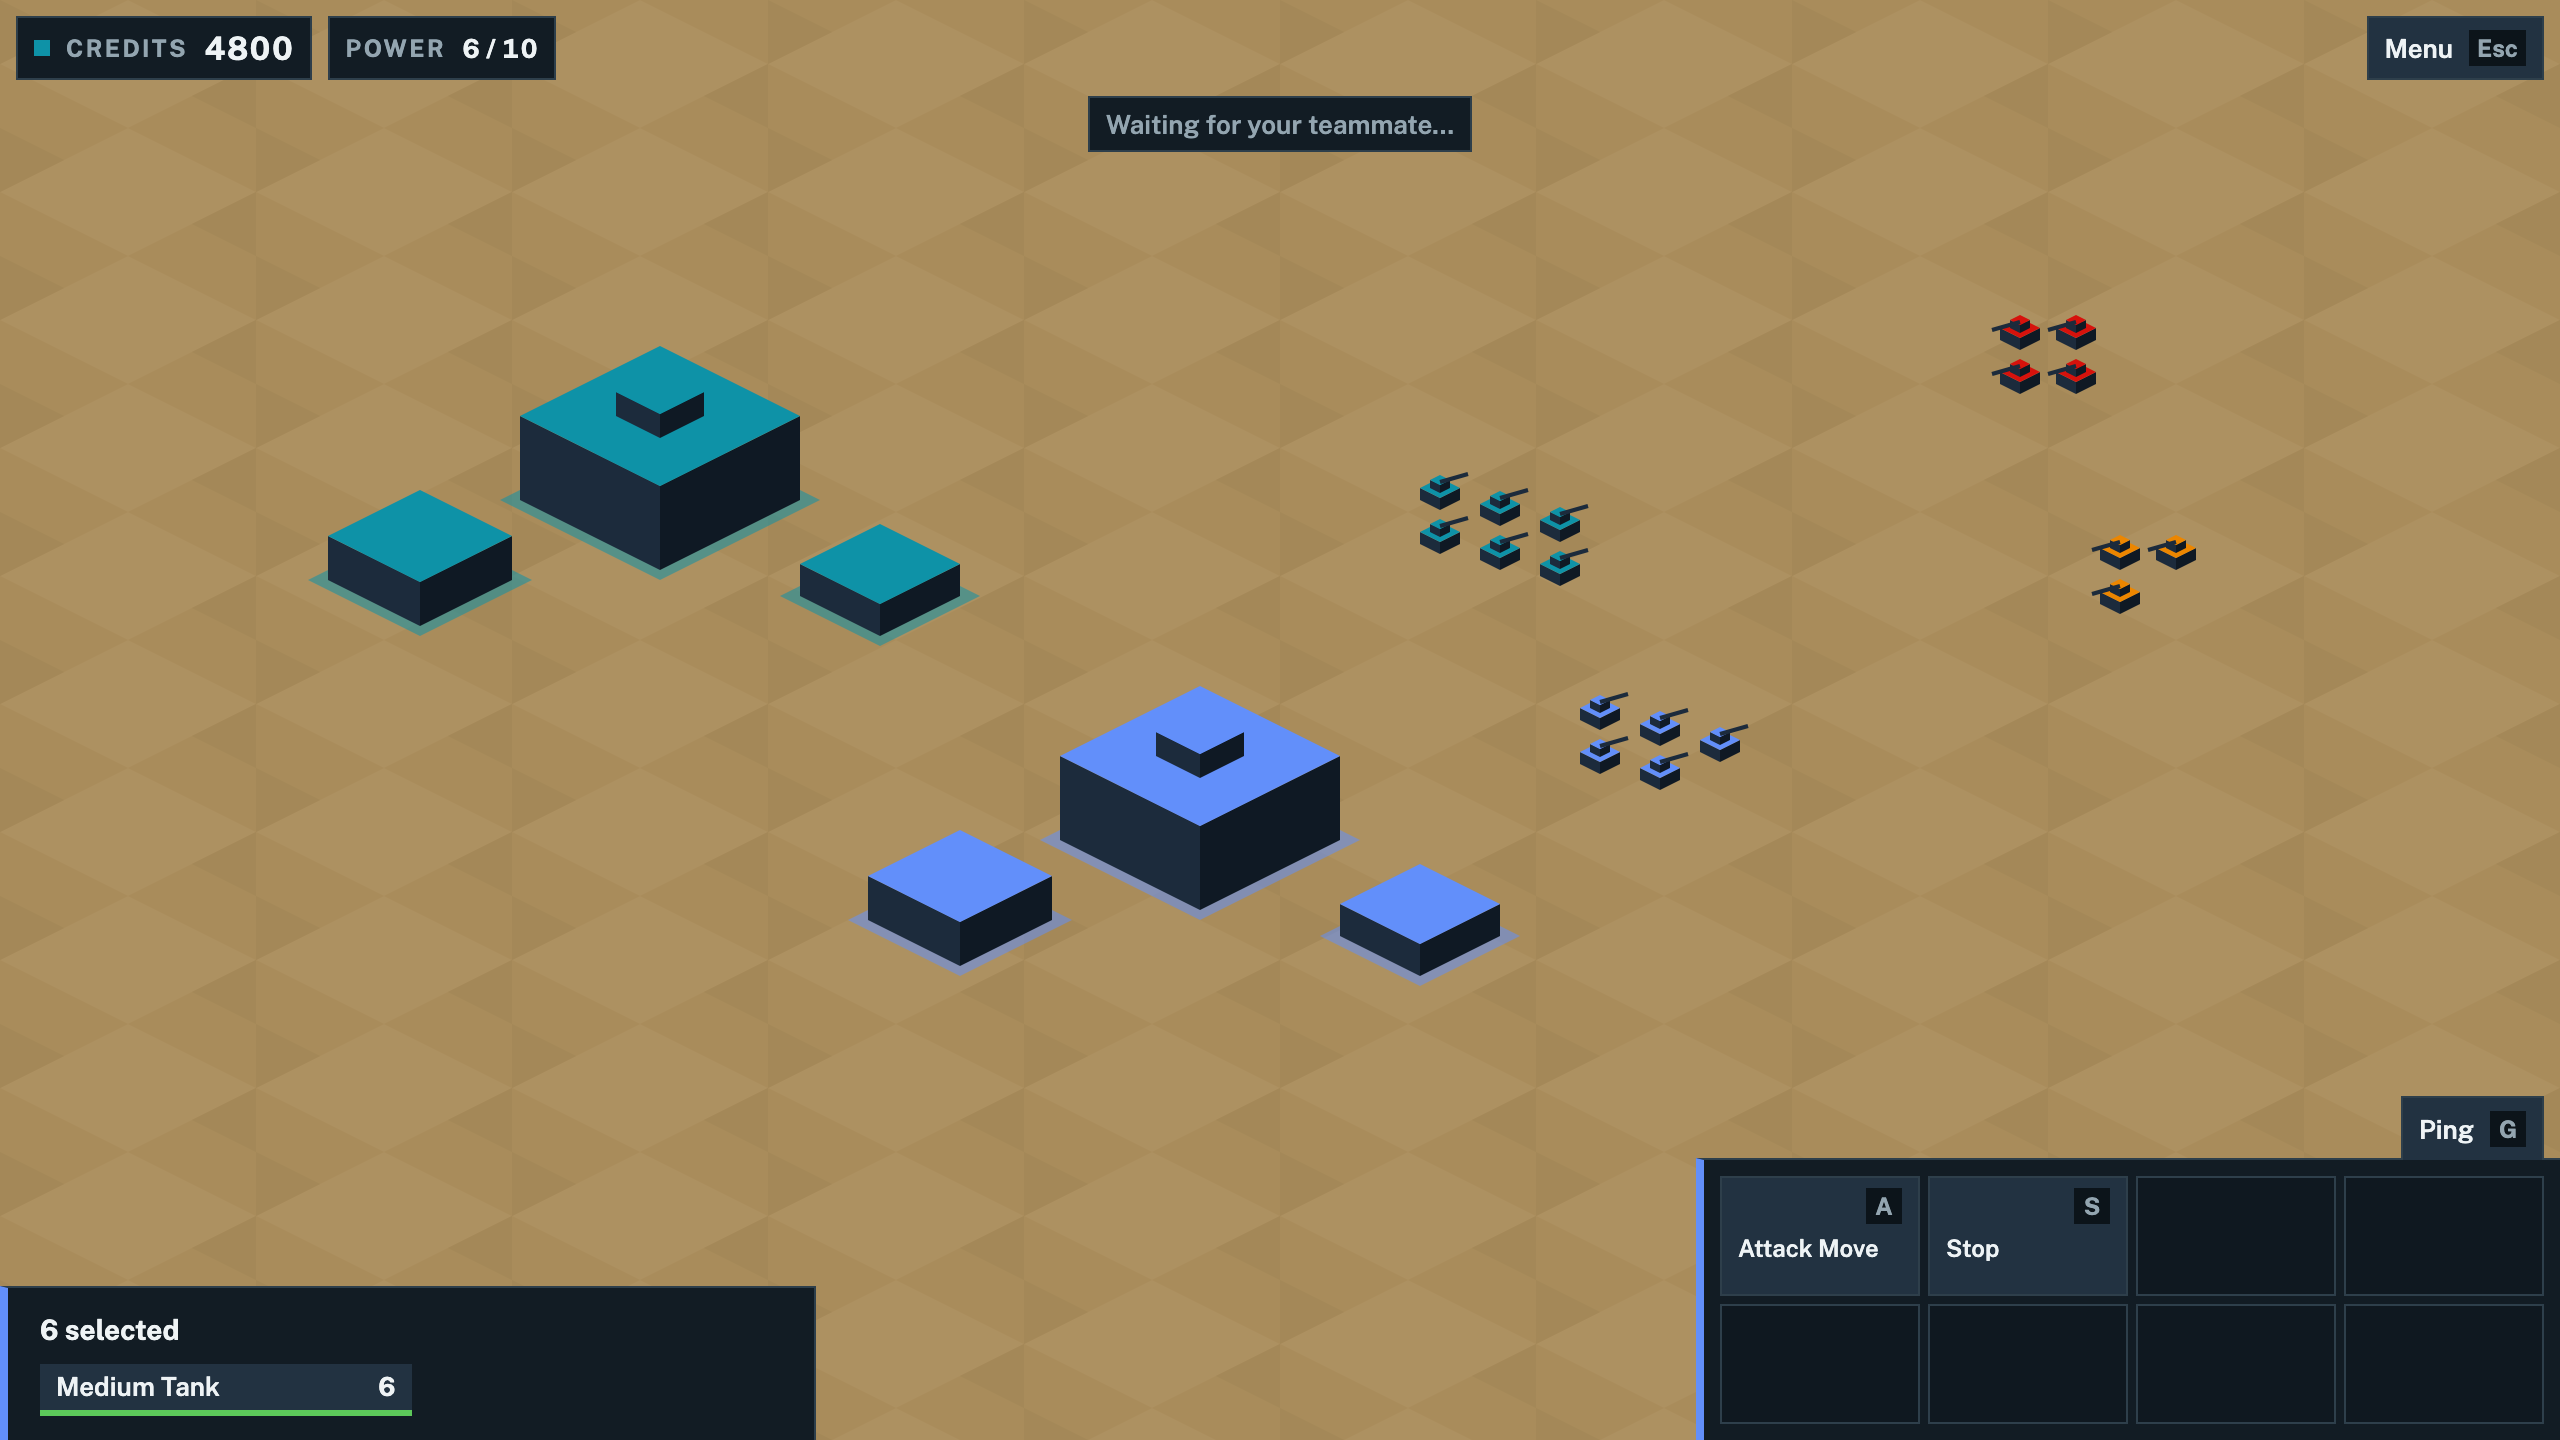 CREDITS 4800
POWER 6/10
Menu Esc
Waiting for your teammate...
Ping G
A
Attack Move
S
Stop
6 selected
Medium Tank 6